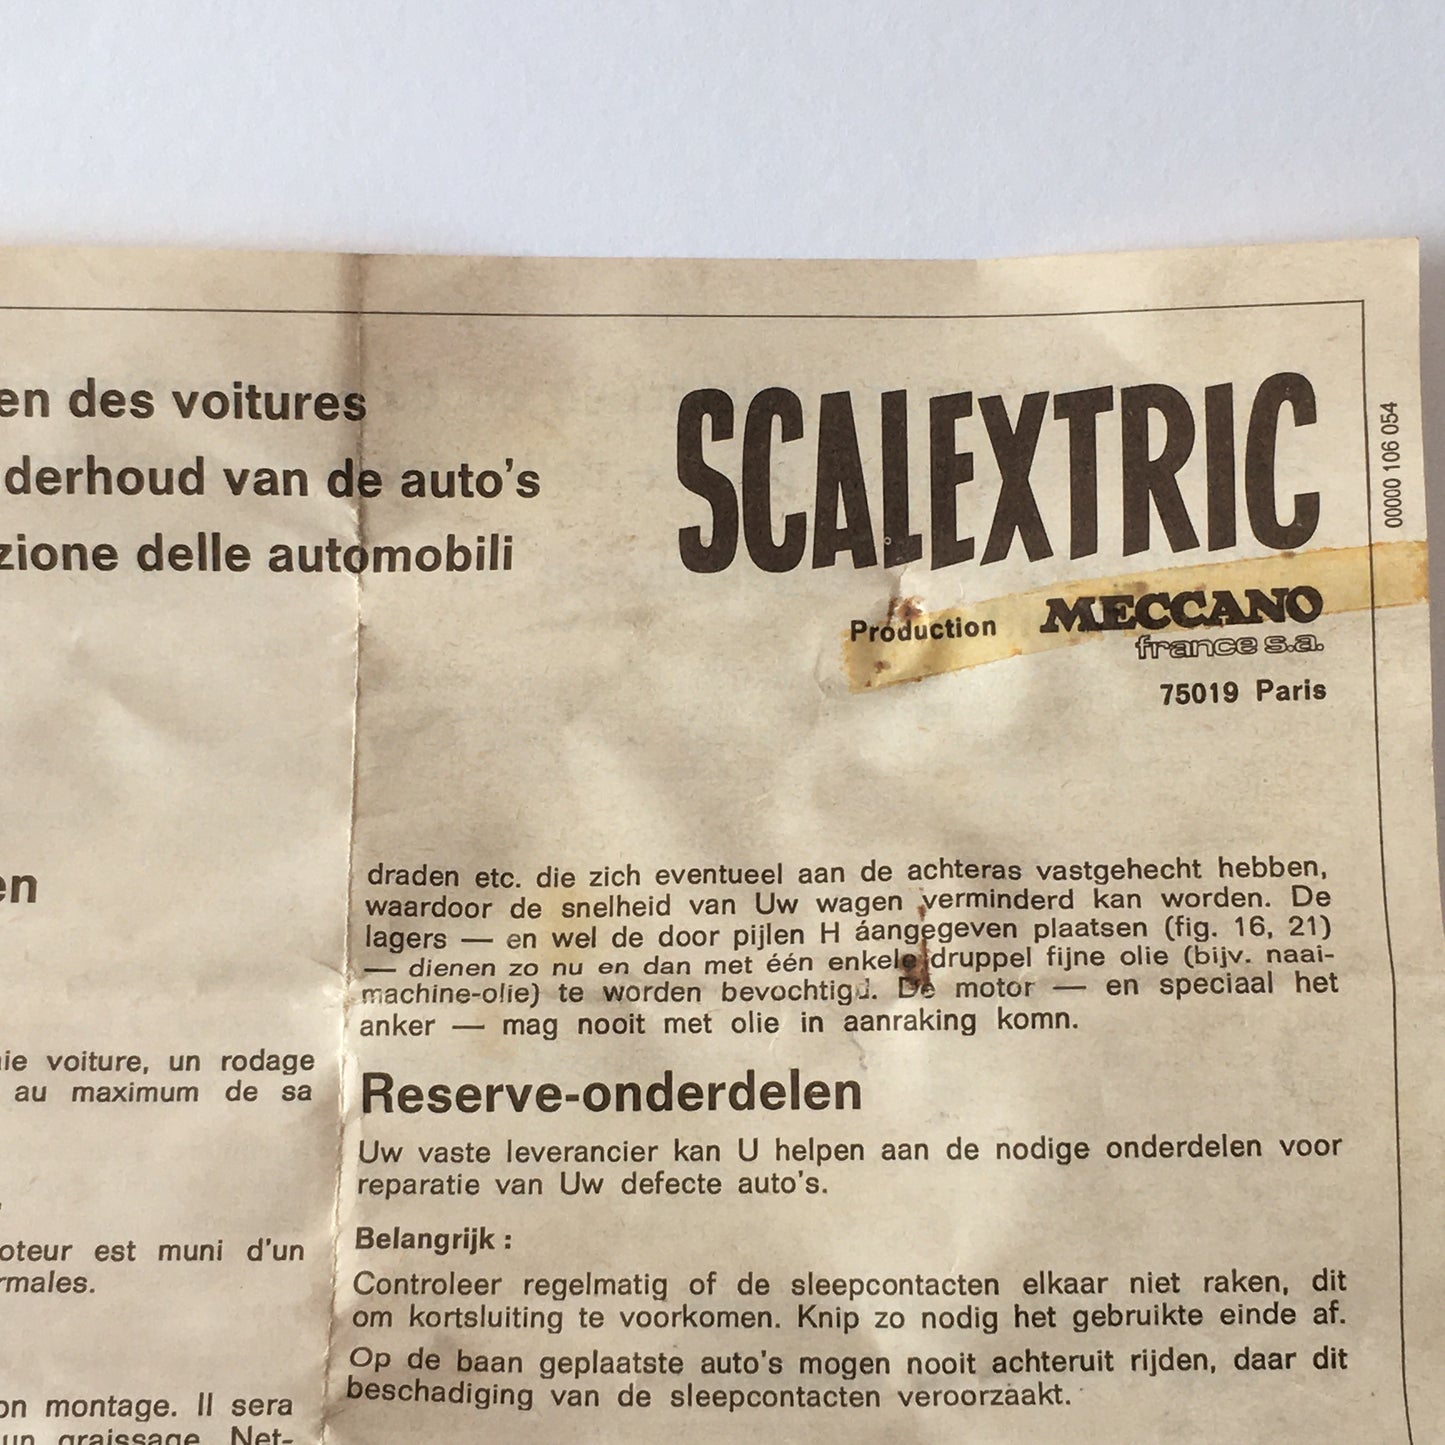 en des voitures
derhoud van de auto's
zione delle automobili
SCALEXTRIC
Production MECCANO
france s.a.
75019 Paris
00000 106 054
en
ie voiture, un rodage
au maximum de sa
oteur est muni d'un
rmales.
on montage. Il sera
un graissage. Net-
draden etc. die zich eventueel aan de achteras vastgehecht hebben,
waardoor de snelheid van Uw wagen verminderd kan worden. De
lagers — en wel de door pijlen H áangegeven plaatsen (fig. 16, 21)
— dienen zo nu en dan met één enkele druppel fijne olie (bijv. naai-
machine-olie) te worden bevochtigd. De motor — en speciaal het
anker — mag nooit met olie in aanraking komn.
Reserve-onderdelen
Uw vaste leverancier kan U helpen aan de nodige onderdelen voor
reparatie van Uw defecte auto's.
Belangrijk :
Controleer regelmatig of de sleepcontacten elkaar niet raken, dit
om kortsluiting te voorkomen. Knip zo nodig het gebruikte einde af.
Op de baan geplaatste auto's mogen nooit achteruit rijden, daar dit
beschadiging van de sleepcontacten veroorzaakt.